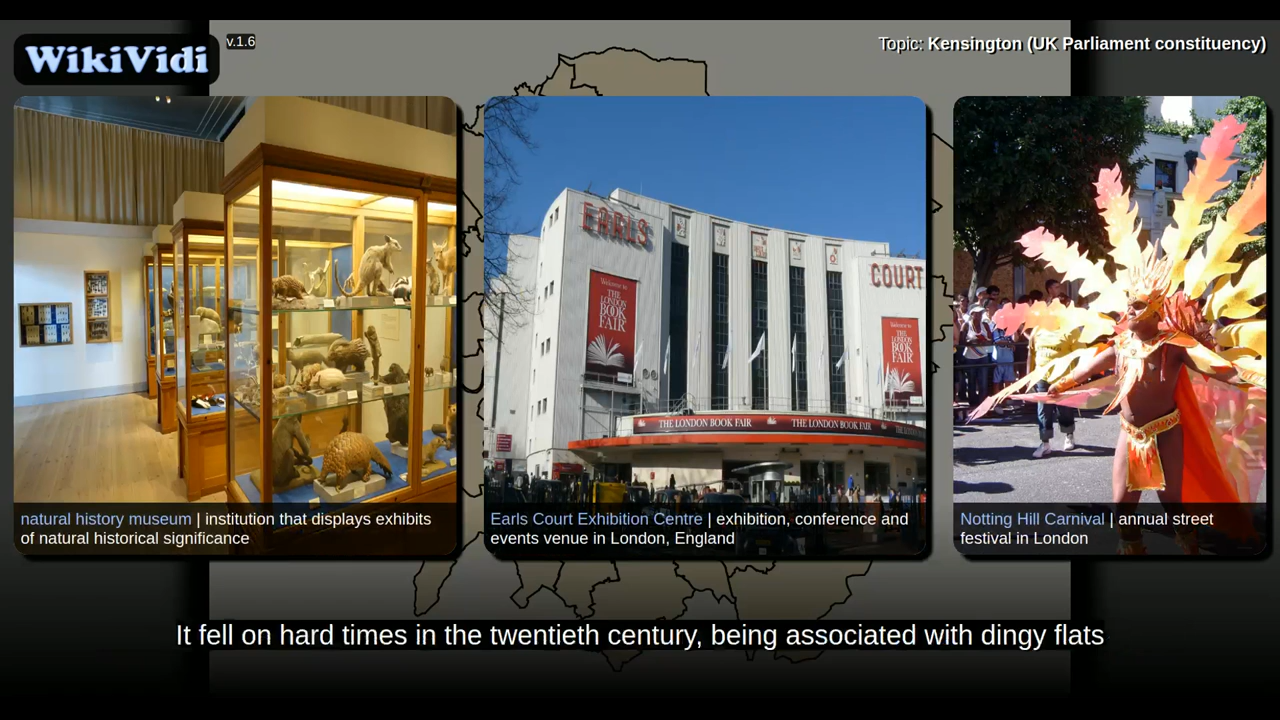 WikiVidi
v.1.6
Topic: Kensington (UK Parliament constituency)
EARLS
COURT
Welcome to
THE
LONDON
BOOK
FAIR
Welcome to
THE
LONDON
BOOK
FAIR
THE LONDON BOOK FAIR
THE LONDON BOOK FAIR
natural history museum | institution that displays exhibits
of natural historical significance
Earls Court Exhibition Centre | exhibition, conference and
events venue in London, England
Notting Hill Carnival | annual street
festival in London
It fell on hard times in the twentieth century, being associated with dingy flats